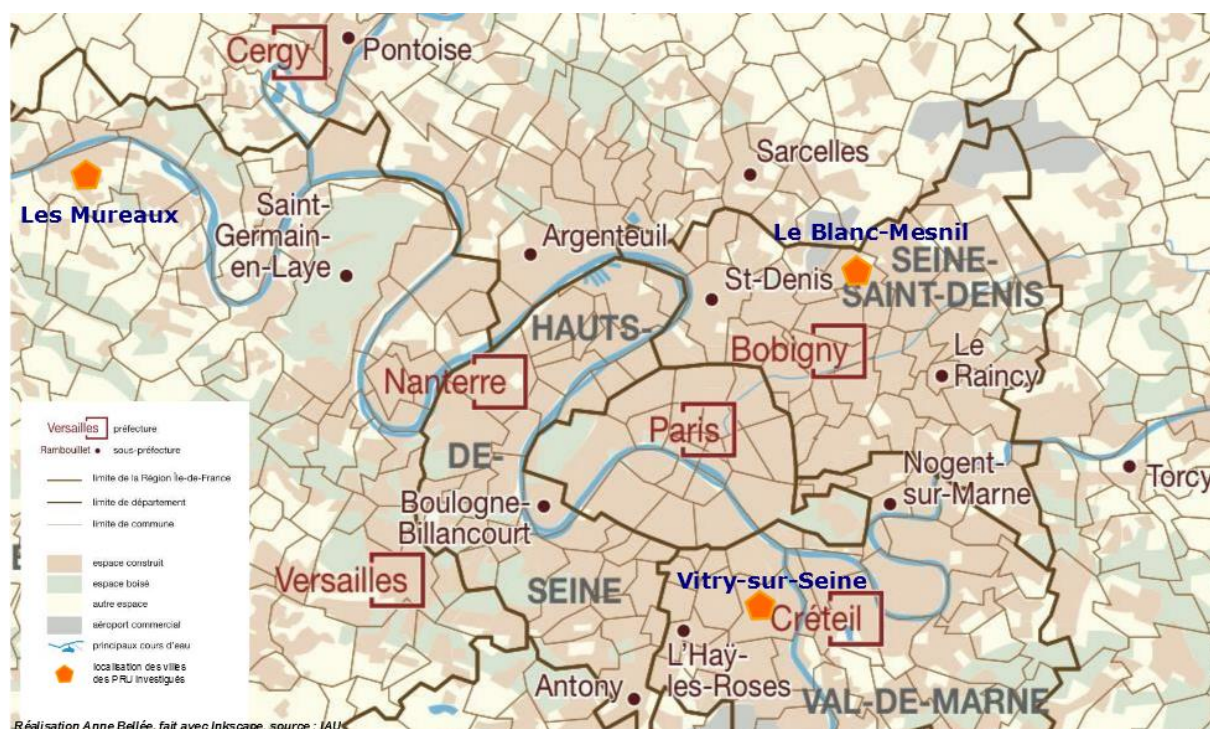 Cergy
Pontoise
Sarcelles
Les Mureaux
Saint-
Germain-
en-Laye
Argenteuil
Le Blanc-Mesnil
St-Denis
SEINE-
SAINT-DENIS
HAUTS-
Bobigny
Le
Raincy
Nanterre
Paris
DE-
Nogent-
sur-Marne
Torcy
Boulogne-
Billancourt
Versailles
SEINE
Vitry-sur-Seine
Créteil
L'Haÿ-
les-Roses
Antony
VAL-DE-MARNE
Versailles préfecture
Rambouillet sous-préfecture
limite de la Région Île-de-France
limite de département
limite de commune
espace construit
espace boisé
autre espace
aéroport commercial
principaux cours d'eau
localisation des villes
des PRU investigués
Réalisation Anne Bellée, fait avec Inkscape, source : IAU